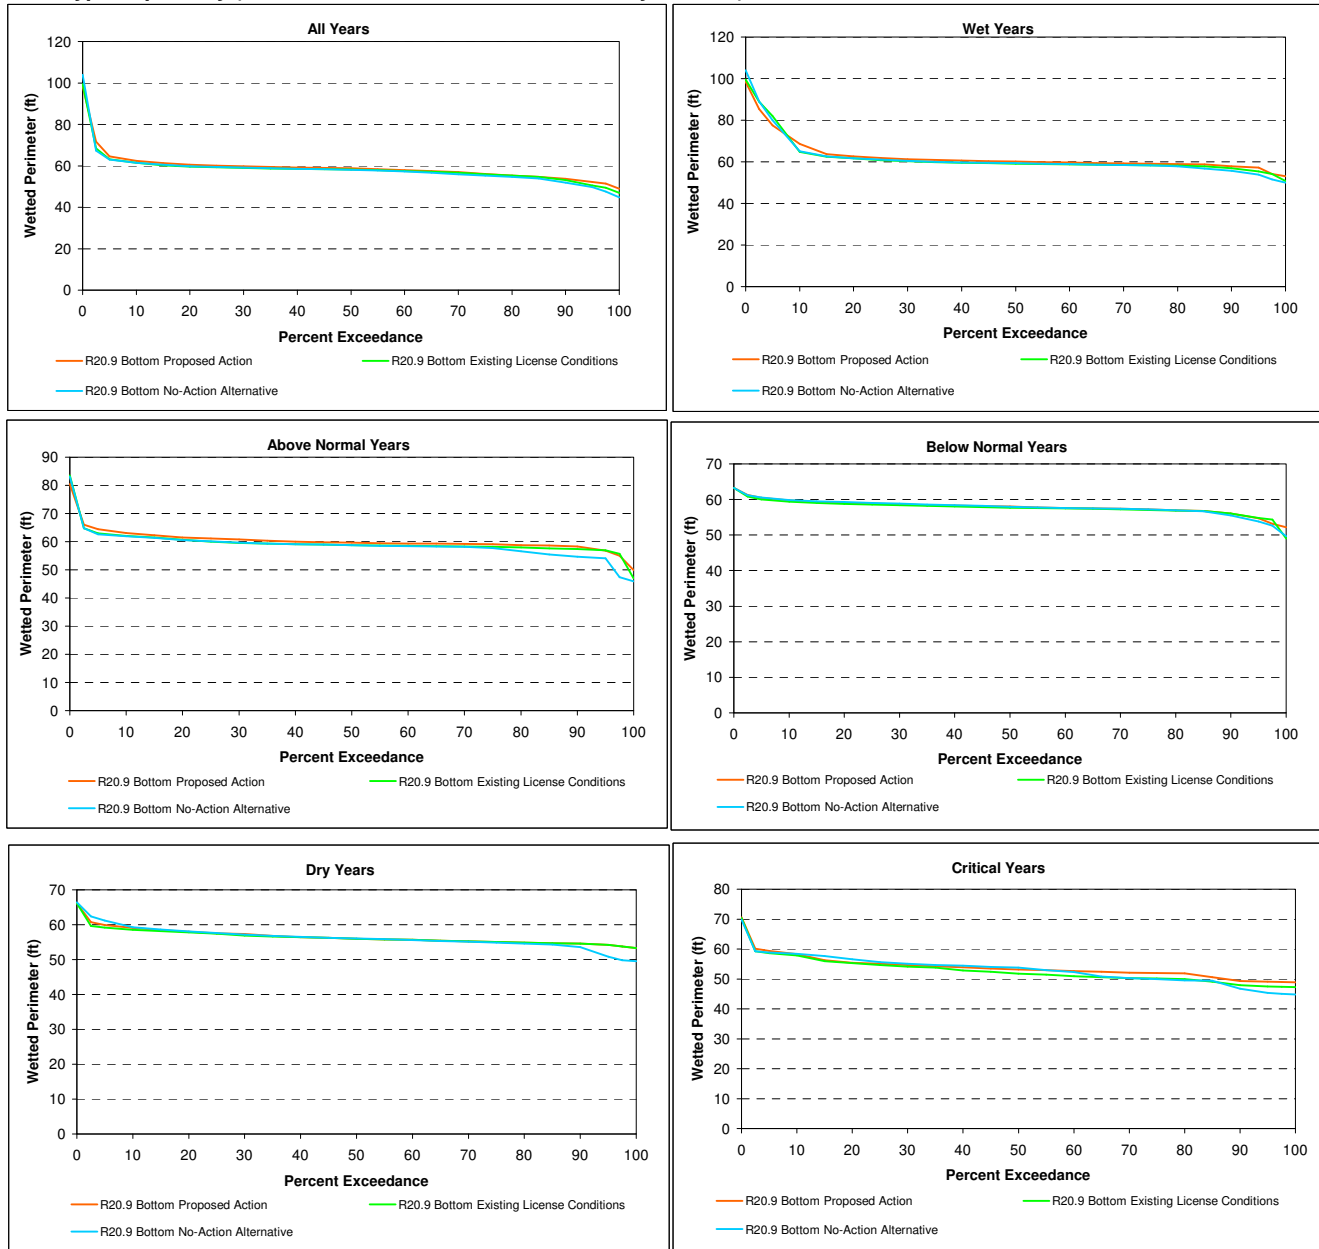 All Years
Wetted Perimeter (ft)
120
100
80
60
40
20
0
0 10 20 30 40 50 60 70 80 90 100
Percent Exceedance
R20.9 Bottom Proposed Action
R20.9 Bottom Existing License Conditions
R20.9 Bottom No-Action Alternative
Wet Years
Wetted Perimeter (ft)
120
100
80
60
40
20
0
0 10 20 30 40 50 60 70 80 90 100
Percent Exceedance
R20.9 Bottom Proposed Action
R20.9 Bottom Existing License Conditions
R20.9 Bottom No-Action Alternative
Above Normal Years
Wetted Perimeter (ft)
90
80
70
60
50
40
30
20
10
0
0 10 20 30 40 50 60 70 80 90 100
Percent Exceedance
R20.9 Bottom Proposed Action
R20.9 Bottom Existing License Conditions
R20.9 Bottom No-Action Alternative
Below Normal Years
Wetted Perimeter (ft)
70
60
50
40
30
20
10
0
0 10 20 30 40 50 60 70 80 90 100
Percent Exceedance
R20.9 Bottom Proposed Action
R20.9 Bottom Existing License Conditions
R20.9 Bottom No-Action Alternative
Dry Years
Wetted Perimeter (ft)
70
60
50
40
30
20
10
0
0 10 20 30 40 50 60 70 80 90 100
Percent Exceedance
R20.9 Bottom Proposed Action
R20.9 Bottom Existing License Conditions
R20.9 Bottom No-Action Alternative
Critical Years
Wetted Perimeter (ft)
80
70
60
50
40
30
20
10
0
0 10 20 30 40 50 60 70 80 90 100
Percent Exceedance
R20.9 Bottom Proposed Action
R20.9 Bottom Existing License Conditions
R20.9 Bottom No-Action Alternative